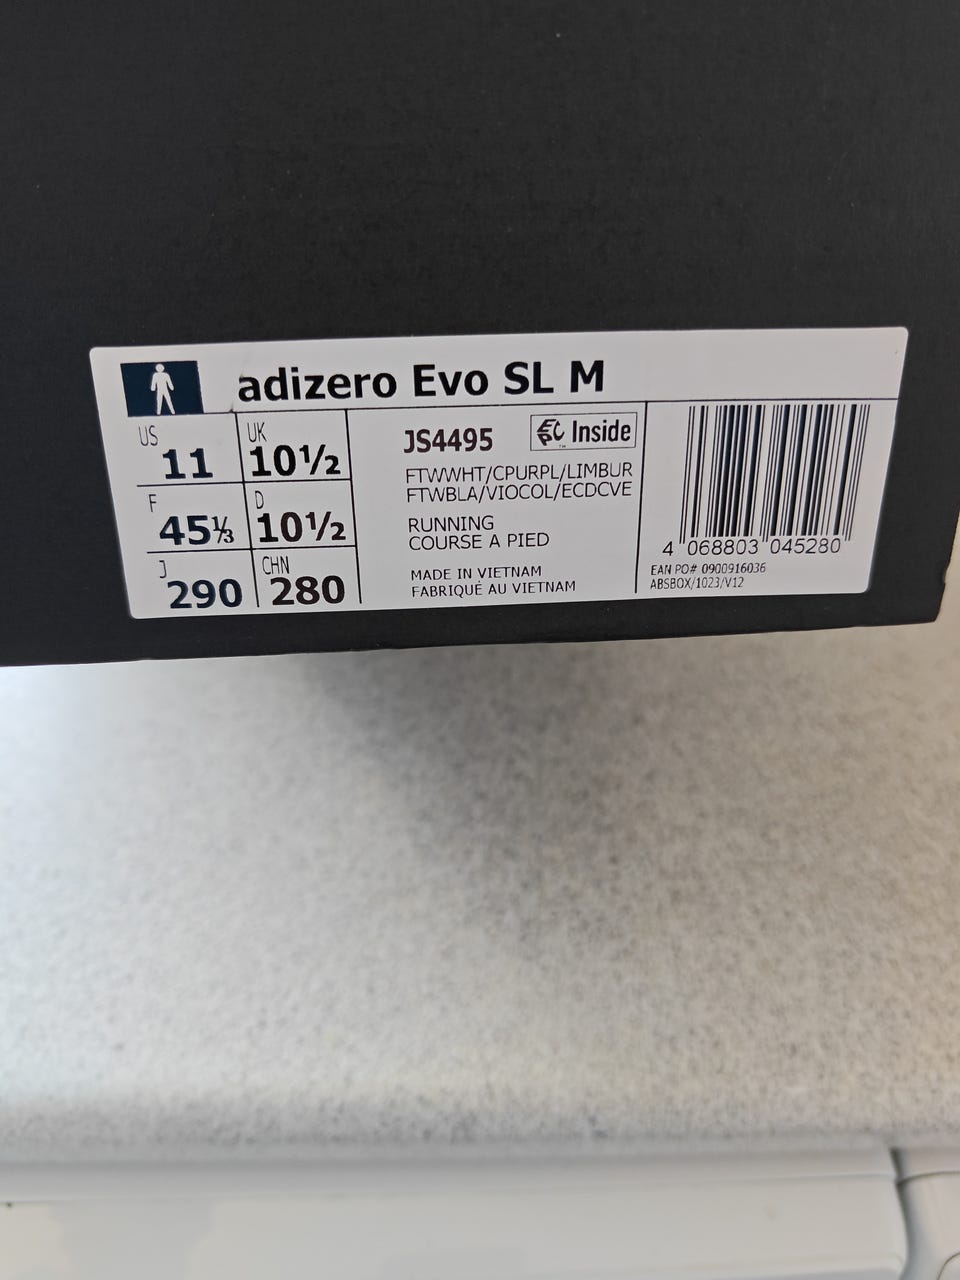 adizero Evo SL M
US 11 UK 10½
F 45⅓ D 10½
J 290 CHN 280
JS4495 Inside
FTWWHT/CPURPL/LIMBUR
FTWBLA/VIOCOL/ECDCVE
RUNNING
COURSE A PIED
MADE IN VIETNAM
FABRIQUÉ AU VIETNAM
4 068803 045280
EAN PO# 0900916036
ABSBOX/1023/V12